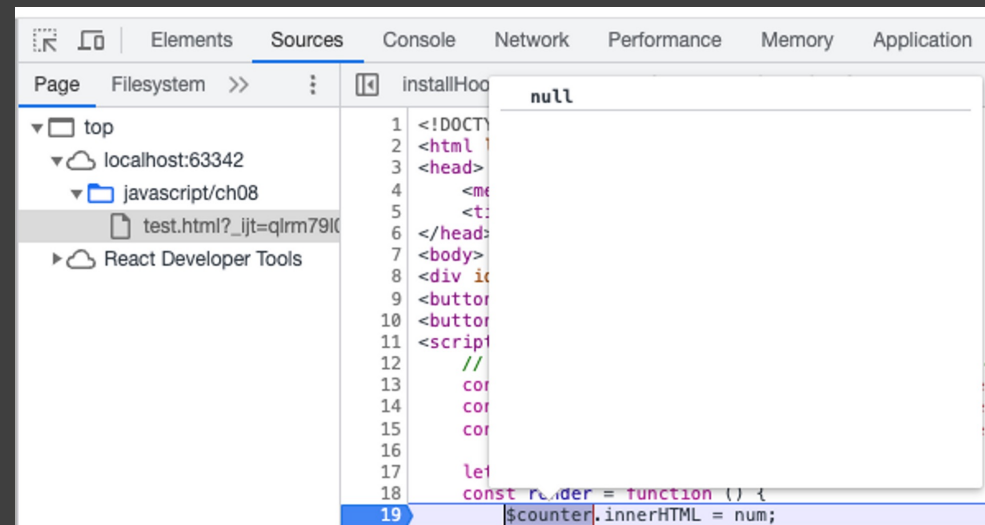 Elements Sources Console Network Performance Memory Application
Page Filesystem >> installHoo
null
top
localhost:63342
javascript/ch08
test.html?_ijt=qlrm79l
React Developer Tools
1 <!DOCTY
2 <html
3 <head>
4 <me
5 <ti
6 </head>
7 <body>
8 <div
9 <button
10 <button
11 <script
12 //
13 con
14 con
15 con
16
17 let
18 const render = function () {
19 $counter.innerHTML = num;